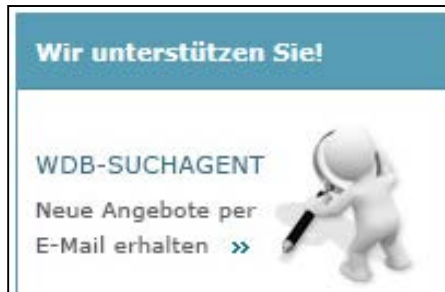 Wir unterstützen Sie!
WDB-SUCHAGENT
Neue Angebote per
E-Mail erhalten »